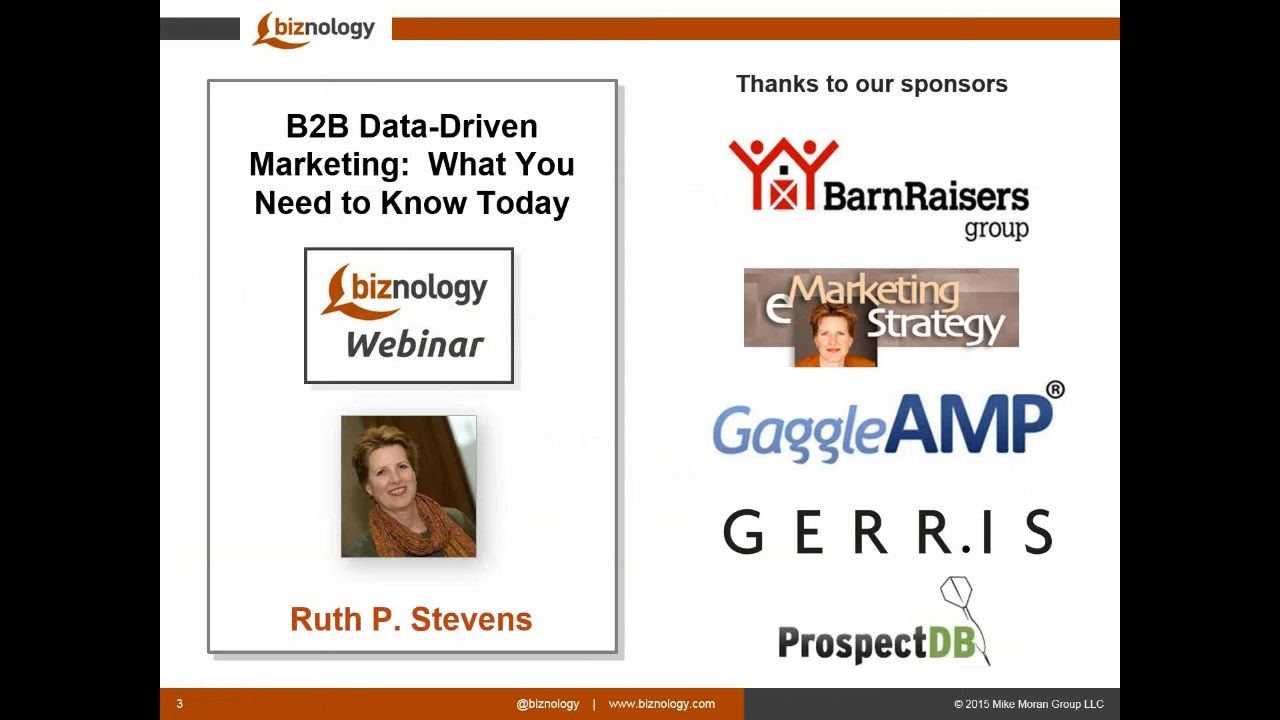 biznology
B2B Data-Driven
Marketing:  What You
Need to Know Today
biznology
Webinar
Ruth P. Stevens
Thanks to our sponsors
BarnRaisers
group
eMarketing
Strategy
GaggleAMP®
GERR.IS
ProspectDB
3
@biznology | www.biznology.com
© 2015 Mike Moran Group LLC